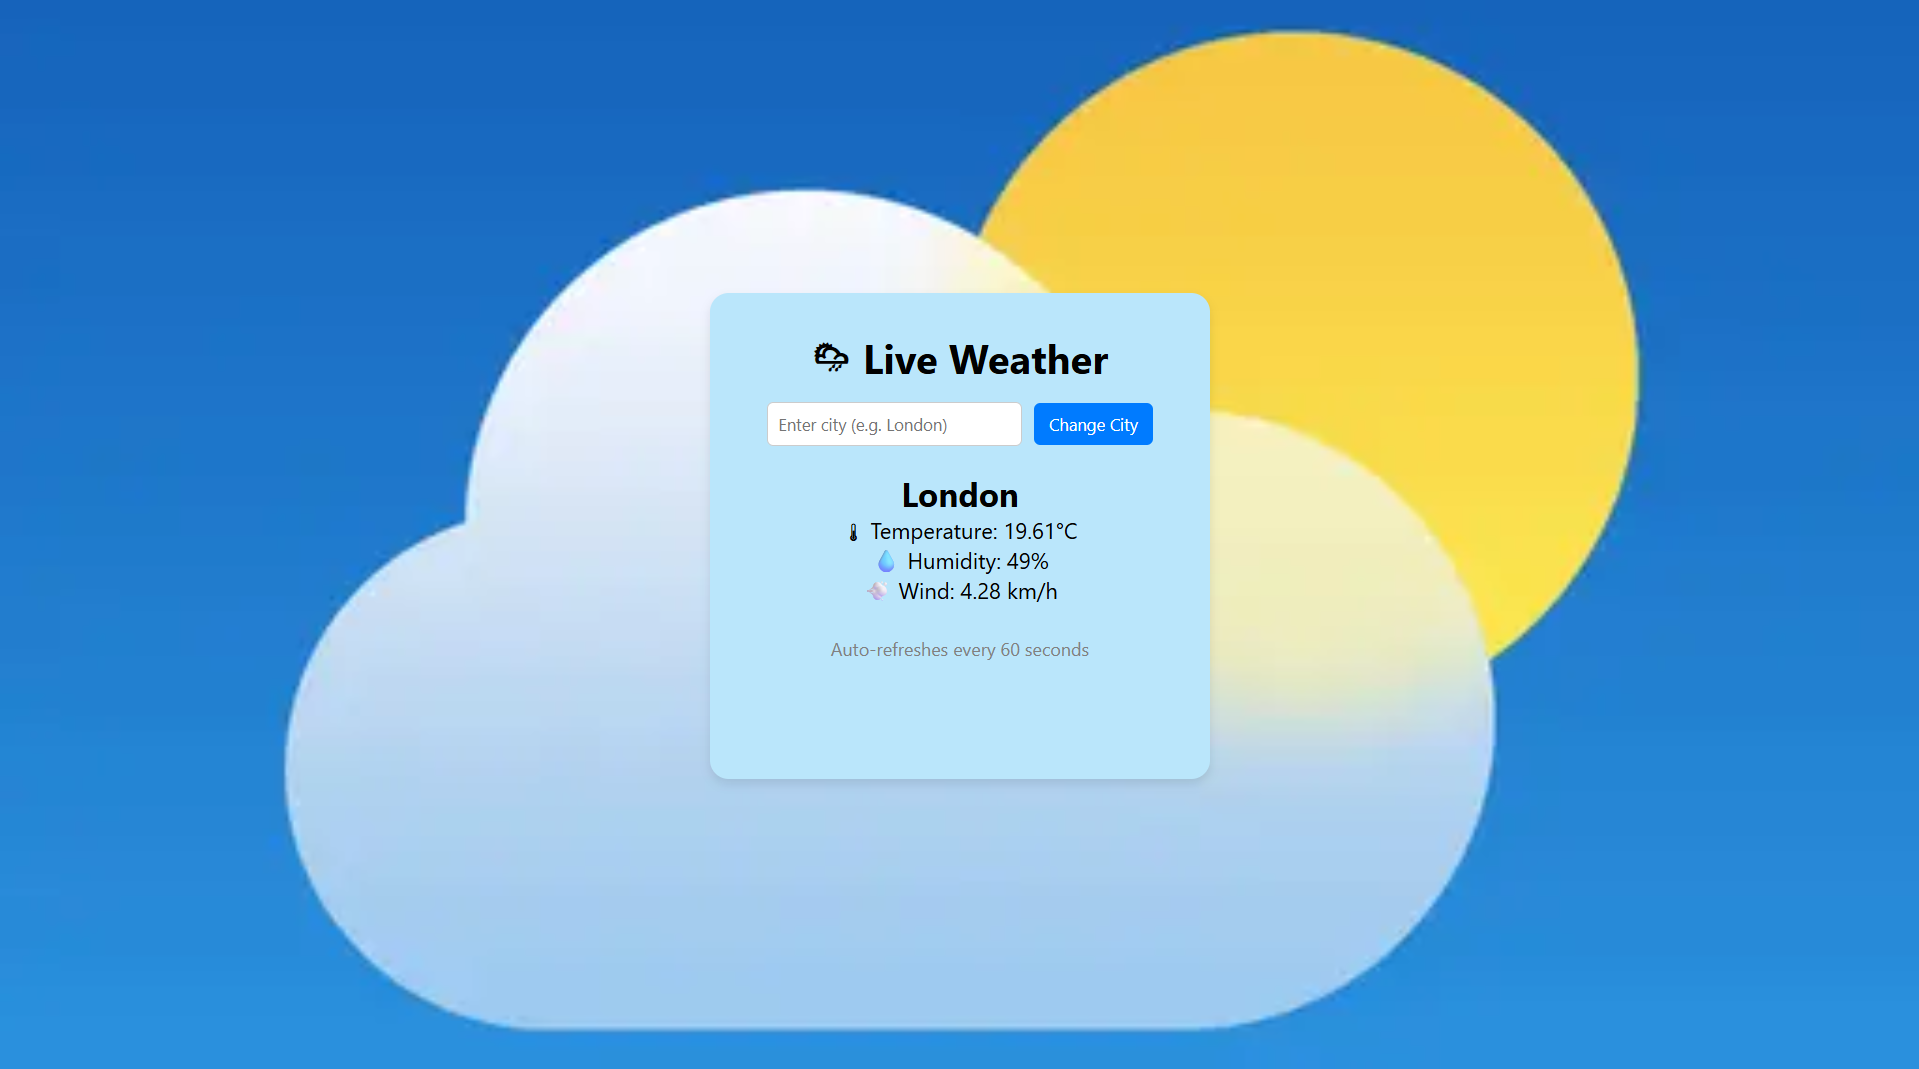 🌦 Live Weather
Enter city (e.g. London) Change City
London
🌡 Temperature: 19.61°C
💧 Humidity: 49%
💨 Wind: 4.28 km/h
Auto-refreshes every 60 seconds